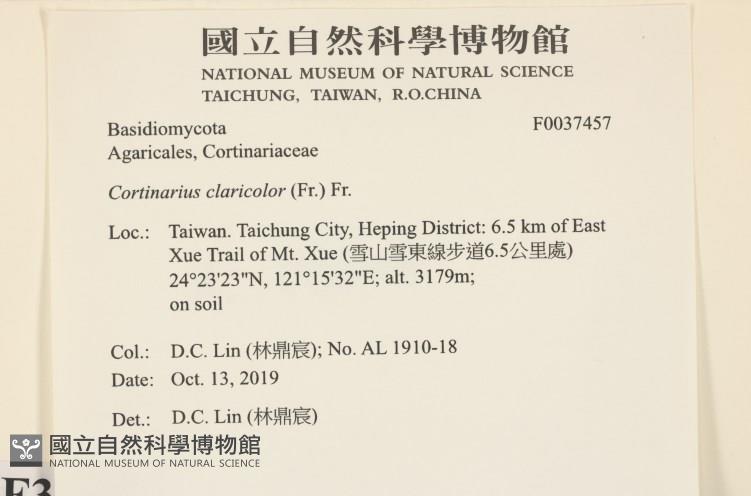 國立自然科學博物館
NATIONAL MUSEUM OF NATURAL SCIENCE
TAICHUNG, TAIWAN, R.O.CHINA
Basidiomycota F0037457
Agaricales, Cortinariaceae
Cortinarius claricolor (Fr.) Fr.
Loc.: Taiwan. Taichung City, Heping District: 6.5 km of East
Xue Trail of Mt. Xue (雪山雪東線步道6.5公里處)
24°23'23"N, 121°15'32"E; alt. 3179m;
on soil
Col.: D.C. Lin (林鼎宸); No. AL 1910-18
Date: Oct. 13, 2019
Det.: D.C. Lin (林鼎宸)
國立自然科學博物館
NATIONAL MUSEUM OF NATURAL SCIENCE